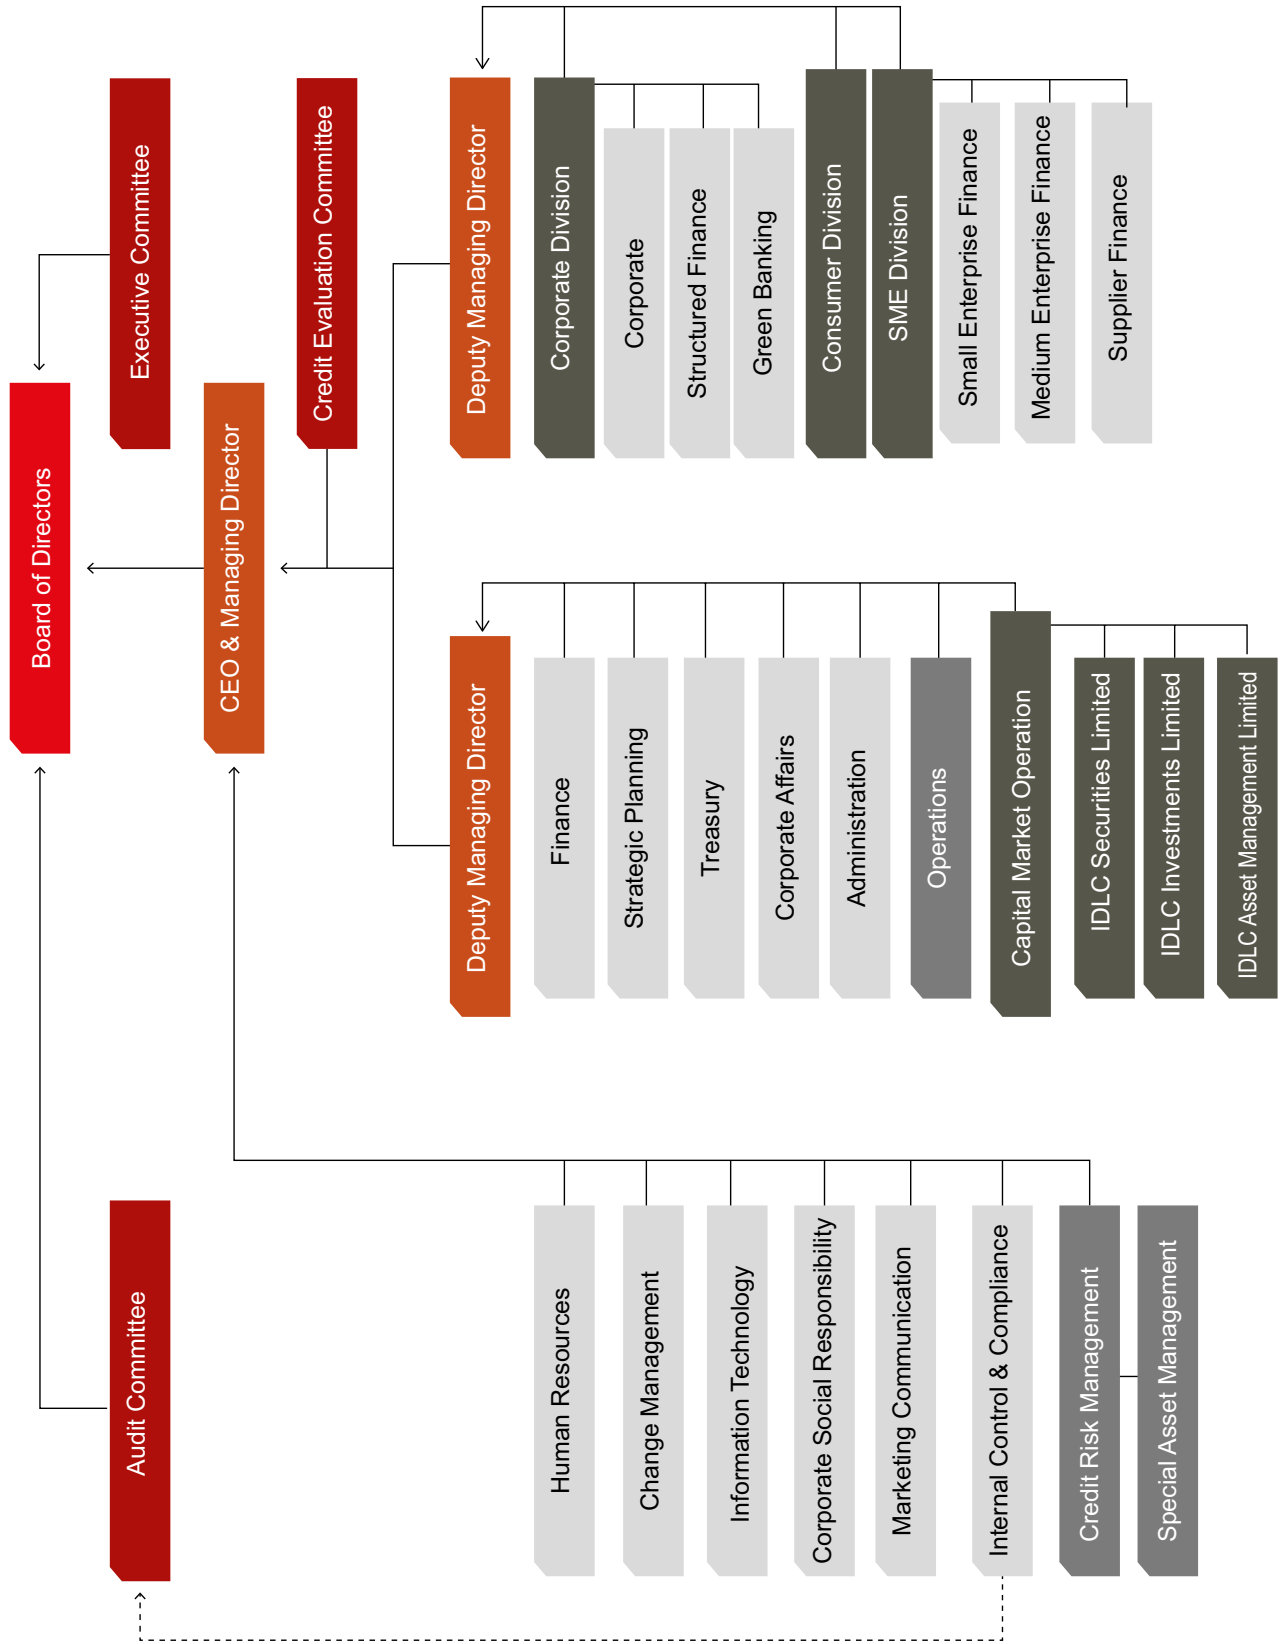 Board of Directors
Audit Committee
Executive Committee
CEO & Managing Director
Credit Evaluation Committee
Human Resources
Change Management
Information Technology
Corporate Social Responsibility
Marketing Communication
Internal Control & Compliance
Credit Risk Management
Special Asset Management
Deputy Managing Director
Finance
Strategic Planning
Treasury
Corporate Affairs
Administration
Operations
Capital Market Operation
IDLC Securities Limited
IDLC Investments Limited
IDLC Asset Management Limited
Deputy Managing Director
Corporate Division
Corporate
Structured Finance
Green Banking
Consumer Division
SME Division
Small Enterprise Finance
Medium Enterprise Finance
Supplier Finance